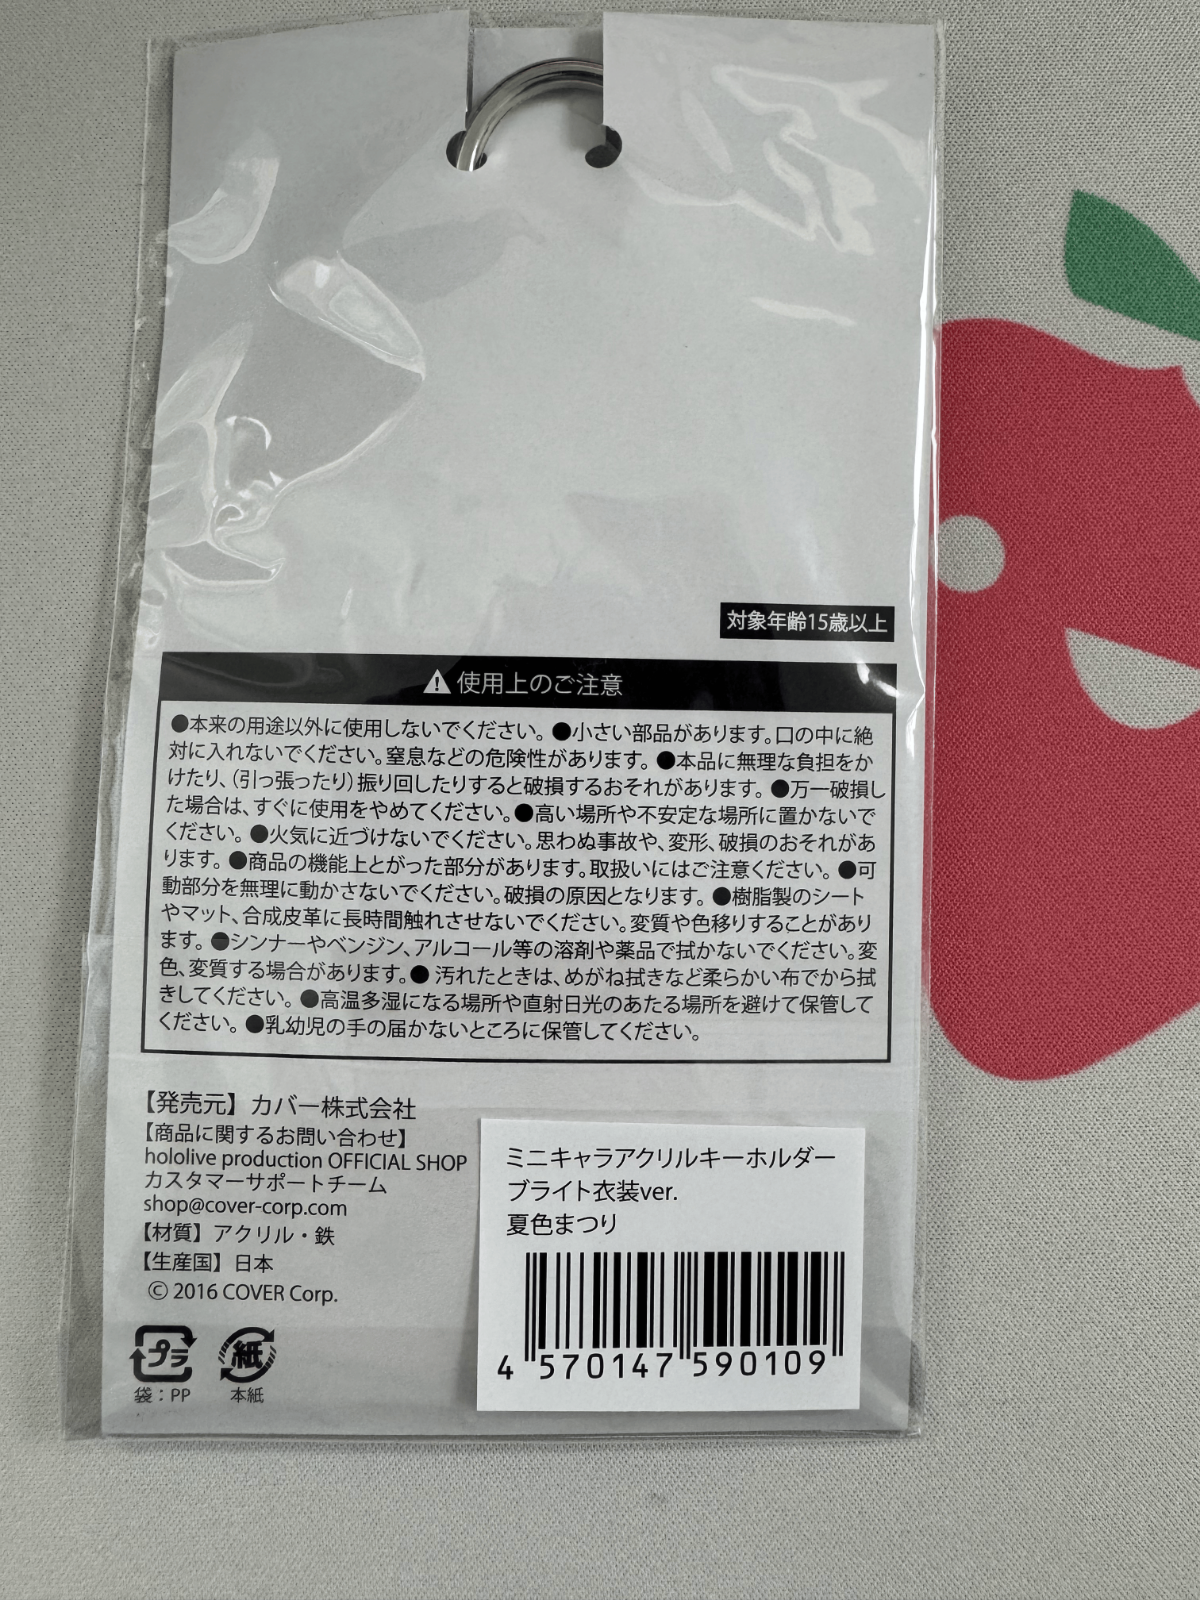 対象年齢15歳以上
使用上のご注意
●本来の用途以外に使用しないでください。 ●小さい部品があります。口の中に絶
対に入れないでください。窒息などの危険性があります。 ●本品に無理な負担をか
けたり、(引っ張ったり)振り回したりすると破損するおそれがあります。 ●万一破損し
た場合は、すぐに使用をやめてください。●高い場所や不安定な場所に置かないで
ください。 ●火気に近づけないでください。思わぬ事故や、変形、破損のおそれがあ
ります。 ●商品の機能上とがった部分があります。取扱いにはご注意ください。 ●可
動部分を無理に動かさないでください。破損の原因となります。 ●樹脂製のシート
やマット、合成皮革に長時間触れさせないでください。変質や色移りすることがあり
ます。 ●シンナーやベンジン、アルコール等の溶剤や薬品で拭かないでください。変
色、変質する場合があります。● 汚れたときは、めがね拭きなど柔らかい布でから拭
きしてください。 ●高温多湿になる場所や直射日光のあたる場所を避けて保管して
ください。 ●乳幼児の手の届かないところに保管してください。
【発売元】カバー株式会社
【商品に関するお問い合わせ】
hololive production OFFICIAL SHOP
カスタマーサポートチーム
shop@cover-corp.com
【材質】アクリル・鉄
【生産国】日本
© 2016 COVER Corp.
プラ
袋：PP
紙
本紙
ミニキャラアクリルキーホルダー
ブライト衣装ver.
夏色まつり
4 570147 590109